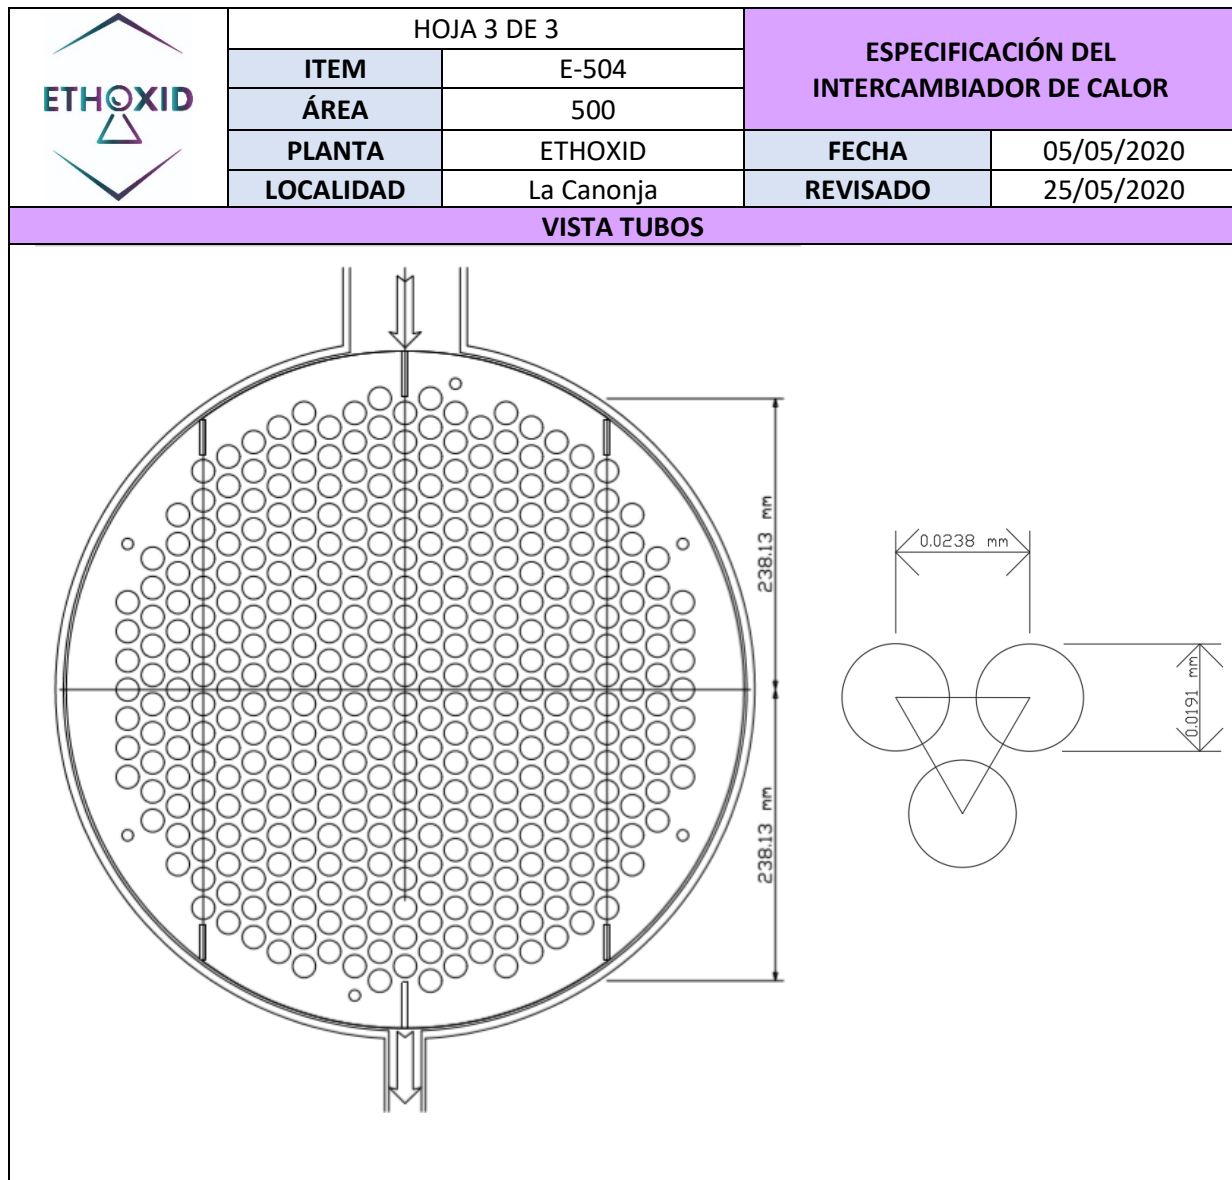 HOJA 3 DE 3
ESPECIFICACIÓN DEL
INTERCAMBIADOR DE CALOR
ETHOXID
ITEM E-504
ÁREA 500
PLANTA ETHOXID FECHA 05/05/2020
LOCALIDAD La Canonja REVISADO 25/05/2020
VISTA TUBOS
238.13 mm
238.13 mm
0.0238 mm
0.0191 mm